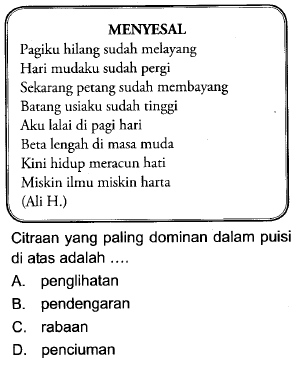 MENYESAL
Pagiku hilang sudah melayang
Hari mudaku sudah pergi
Sekarang petang sudah membayang
Batang usiaku sudah tinggi
Aku lalai di pagi hari
Beta lengah di masa muda
Kini hidup meracun hati
Miskin ilmu miskin harta
(Ali H.)
Citraan yang paling dominan dalam puisi
di atas adalah ....
A. penglihatan
B. pendengaran
C. rabaan
D. penciuman